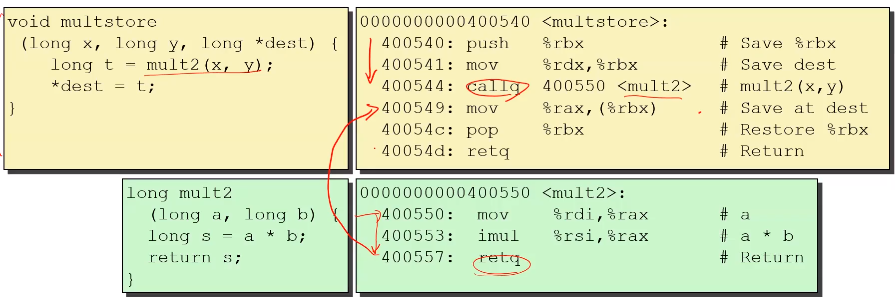 void multstore
(long x, long y, long *dest) {
long t = mult2(x, y);
*dest = t;
}
0000000000400540 <multstore>:
400540: push %rbx # Save %rbx
400541: mov %rdx,%rbx # Save dest
400544: callq 400550 <mult2> # mult2(x,y)
400549: mov %rax,(%rbx) # Save at dest
40054c: pop %rbx # Restore %rbx
40054d: retq # Return
long mult2
(long a, long b) {
long s = a * b;
return s;
}
0000000000400550 <mult2>:
400550: mov %rdi,%rax # a
400553: imul %rsi,%rax # a * b
400557: retq # Return